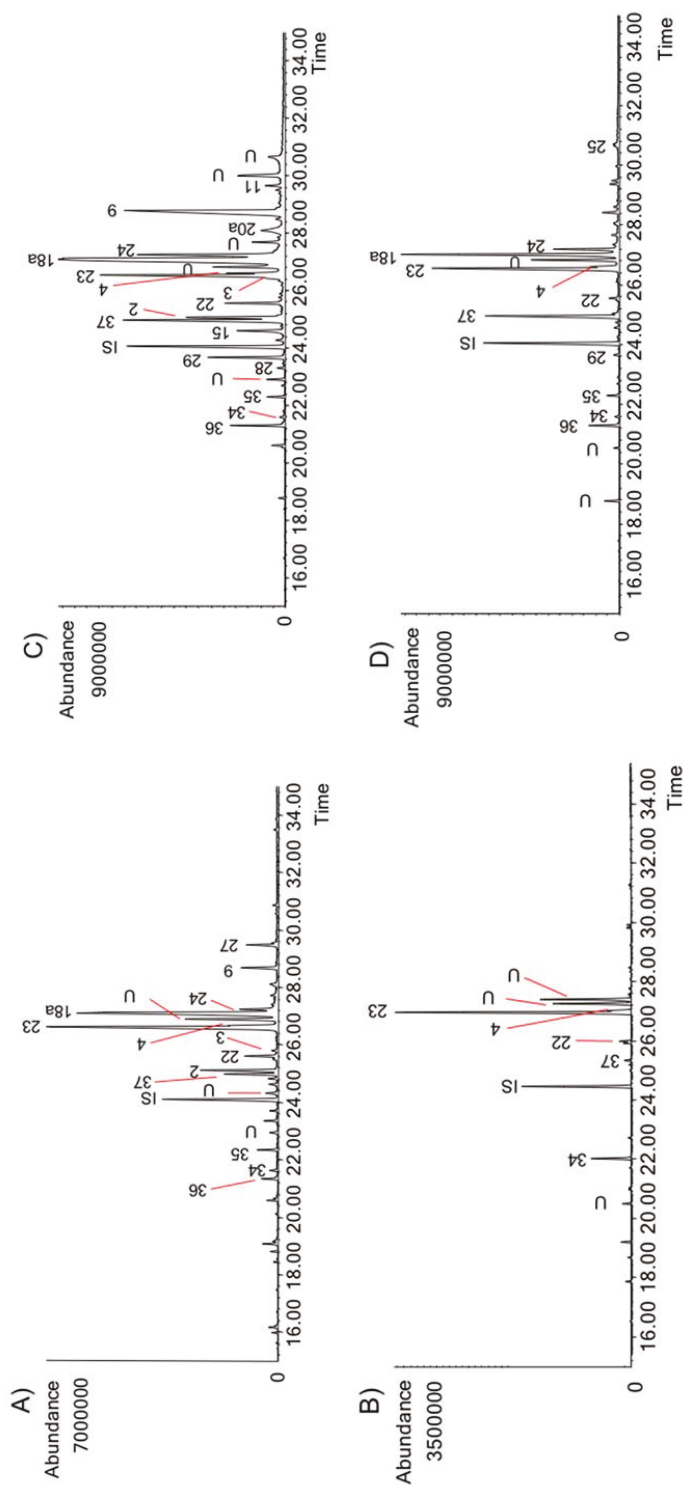 A)
Abundance
7000000
0
36
34
35
U
U
IS
37
2
22
3
4
23
U
18a
24
9
27
16.00 18.00 20.00 22.00 24.00 26.00 28.00 30.00 32.00 34.00
Time
B)
Abundance
3500000
0
U
34
IS
37
22
4
23
U
U
16.00 18.00 20.00 22.00 24.00 26.00 28.00 30.00 32.00 34.00
Time
C)
Abundance
9000000
0
36
34
35
U
28
29
IS
15
37
2
22
3
4
23
U
18a
24
U
20a
9
11
U
U
16.00 18.00 20.00 22.00 24.00 26.00 28.00 30.00 32.00 34.00
Time
D)
Abundance
9000000
0
U
U
36
34
35
29
IS
37
22
4
23
U
18a
24
25
16.00 18.00 20.00 22.00 24.00 26.00 28.00 30.00 32.00 34.00
Time